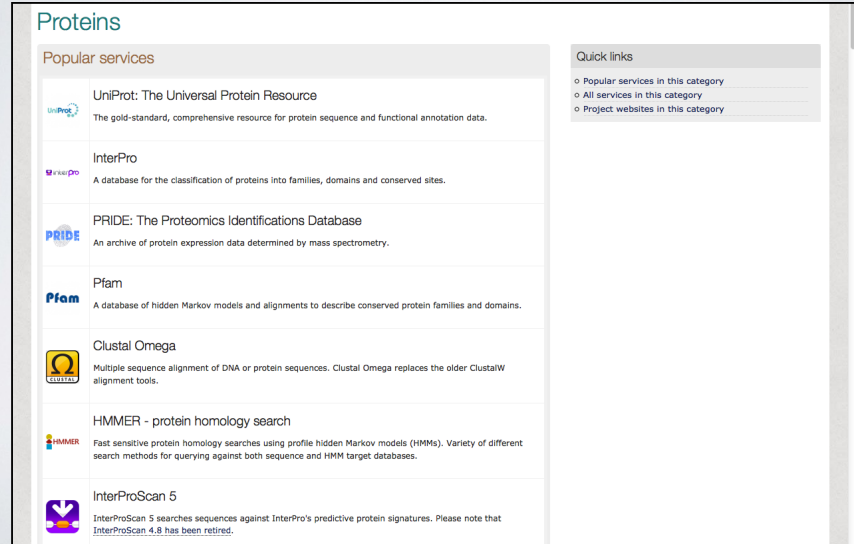 Proteins
Popular services
UniProt
UniProt: The Universal Protein Resource
The gold-standard, comprehensive resource for protein sequence and functional annotation data.
InterPro
InterPro
A database for the classification of proteins into families, domains and conserved sites.
PRIDE
PRIDE: The Proteomics Identifications Database
An archive of protein expression data determined by mass spectrometry.
Pfam
Pfam
A database of hidden Markov models and alignments to describe conserved protein families and domains.
Ω
CLUSTAL
Clustal Omega
Multiple sequence alignment of DNA or protein sequences. Clustal Omega replaces the older ClustalW
alignment tools.
HMMER
HMMER - protein homology search
Fast sensitive protein homology searches using profile hidden Markov models (HMMs). Variety of different
search methods for querying against both sequence and HMM target databases.
InterProScan 5
InterProScan 5 searches sequences against InterPro's predictive protein signatures. Please note that
InterProScan 4.8 has been retired.
Quick links
Popular services in this category
All services in this category
Project websites in this category